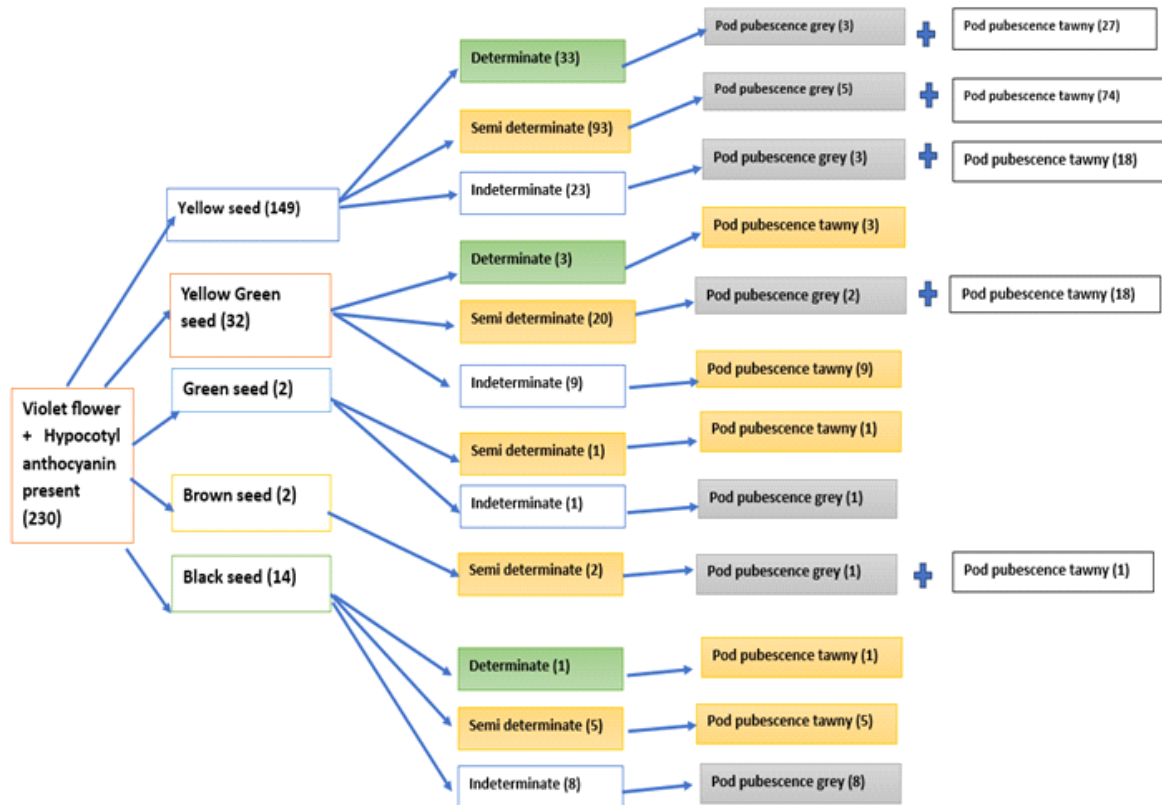 Violet flower
+ Hypocotyl
anthocyanin
present
(230)
Yellow seed (149)
Yellow Green
seed (32)
Green seed (2)
Brown seed (2)
Black seed (14)
Determinate (33)
Semi determinate (93)
Indeterminate (23)
Determinate (3)
Semi determinate (20)
Indeterminate (9)
Semi determinate (1)
Indeterminate (1)
Semi determinate (2)
Determinate (1)
Semi determinate (5)
Indeterminate (8)
Pod pubescence grey (3)
Pod pubescence tawny (27)
Pod pubescence grey (5)
Pod pubescence tawny (74)
Pod pubescence grey (3)
Pod pubescence tawny (18)
Pod pubescence tawny (3)
Pod pubescence grey (2)
Pod pubescence tawny (18)
Pod pubescence tawny (9)
Pod pubescence tawny (1)
Pod pubescence grey (1)
Pod pubescence grey (1)
Pod pubescence tawny (1)
Pod pubescence tawny (1)
Pod pubescence tawny (5)
Pod pubescence grey (8)